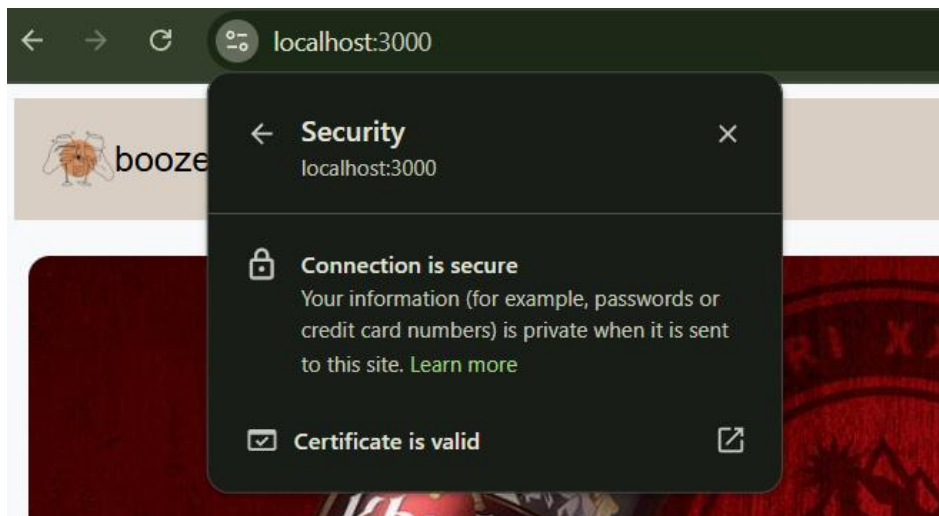 localhost:3000
Security
localhost:3000
booze
Connection is secure
Your information (for example, passwords or
credit card numbers) is private when it is sent
to this site. Learn more
Certificate is valid